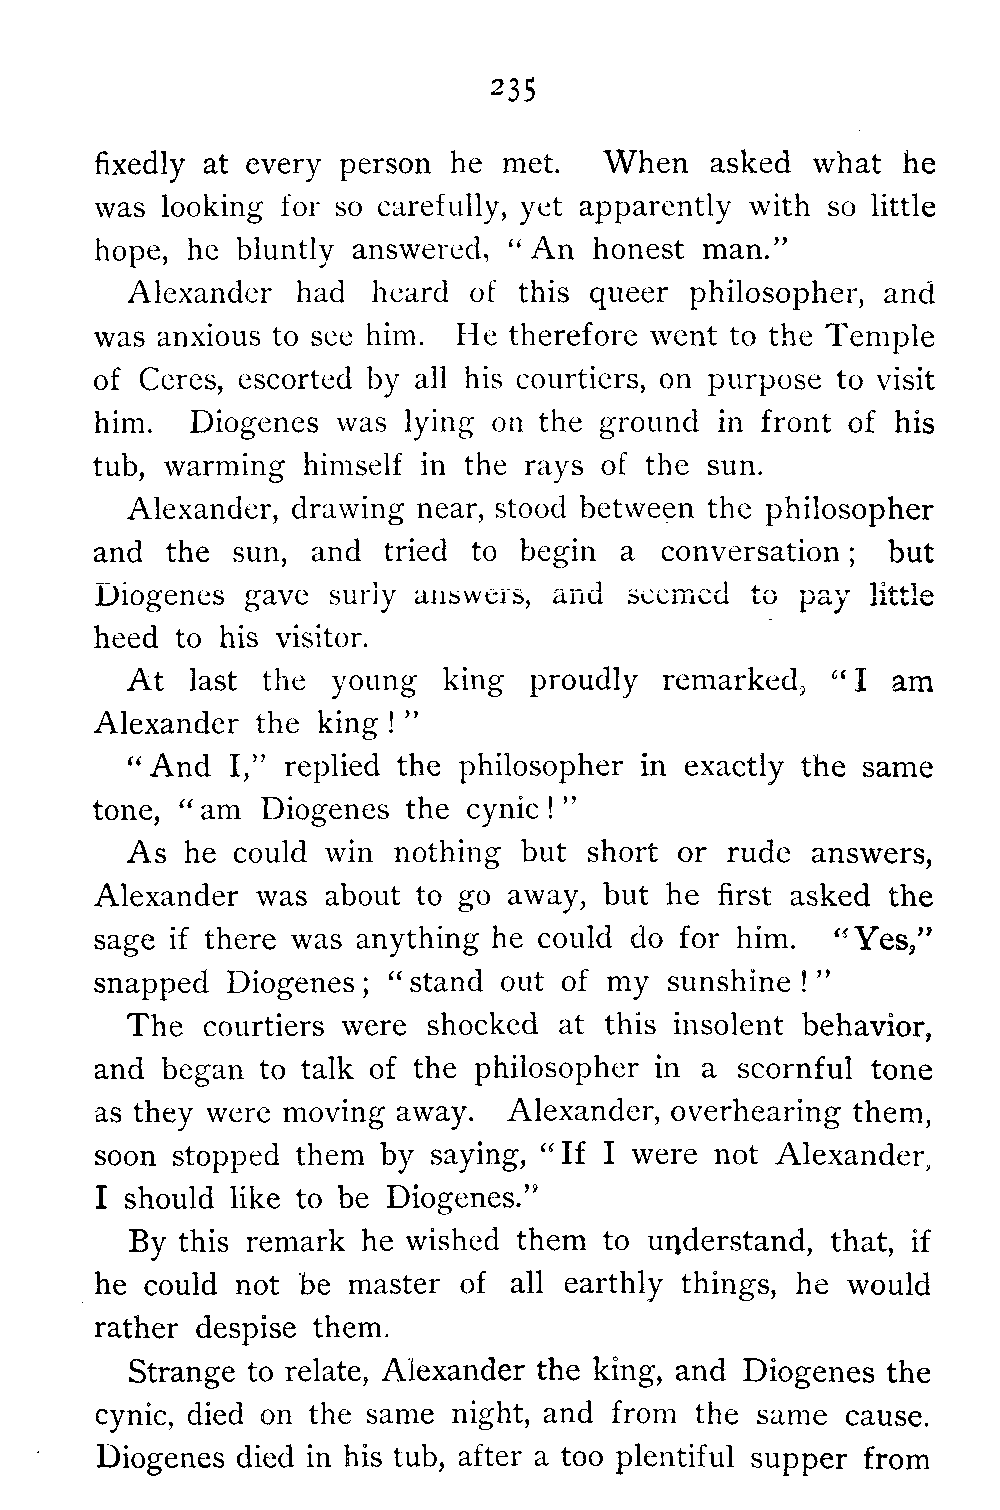 235
fixedly at every person he met. When asked what he
was looking for so carefully, yet apparently with so little
hope, he bluntly answered, “ An honest man.”
Alexander had heard of this queer philosopher, and
was anxious to see him. He therefore went to the Temple
of Ceres, escorted by all his courtiers, on purpose to visit
him. Diogenes was lying on the ground in front of his
tub, warming himself in the rays of the sun.
Alexander, drawing near, stood between the philosopher
and the sun, and tried to begin a conversation ; but
Diogenes gave surly answers, and seemed to pay little
heed to his visitor.
At last the young king proudly remarked, “ I am
Alexander the king ! ”
“ And I,” replied the philosopher in exactly the same
tone, “ am Diogenes the cynic ! ”
As he could win nothing but short or rude answers,
Alexander was about to go away, but he first asked the
sage if there was anything he could do for him. “ Yes,”
snapped Diogenes ; “ stand out of my sunshine ! ”
The courtiers were shocked at this insolent behavior,
and began to talk of the philosopher in a scornful tone
as they were moving away. Alexander, overhearing them,
soon stopped them by saying, “ If I were not Alexander,
I should like to be Diogenes.”
By this remark he wished them to understand, that, if
he could not be master of all earthly things, he would
rather despise them.
Strange to relate, Alexander the king, and Diogenes the
cynic, died on the same night, and from the same cause.
Diogenes died in his tub, after a too plentiful supper from